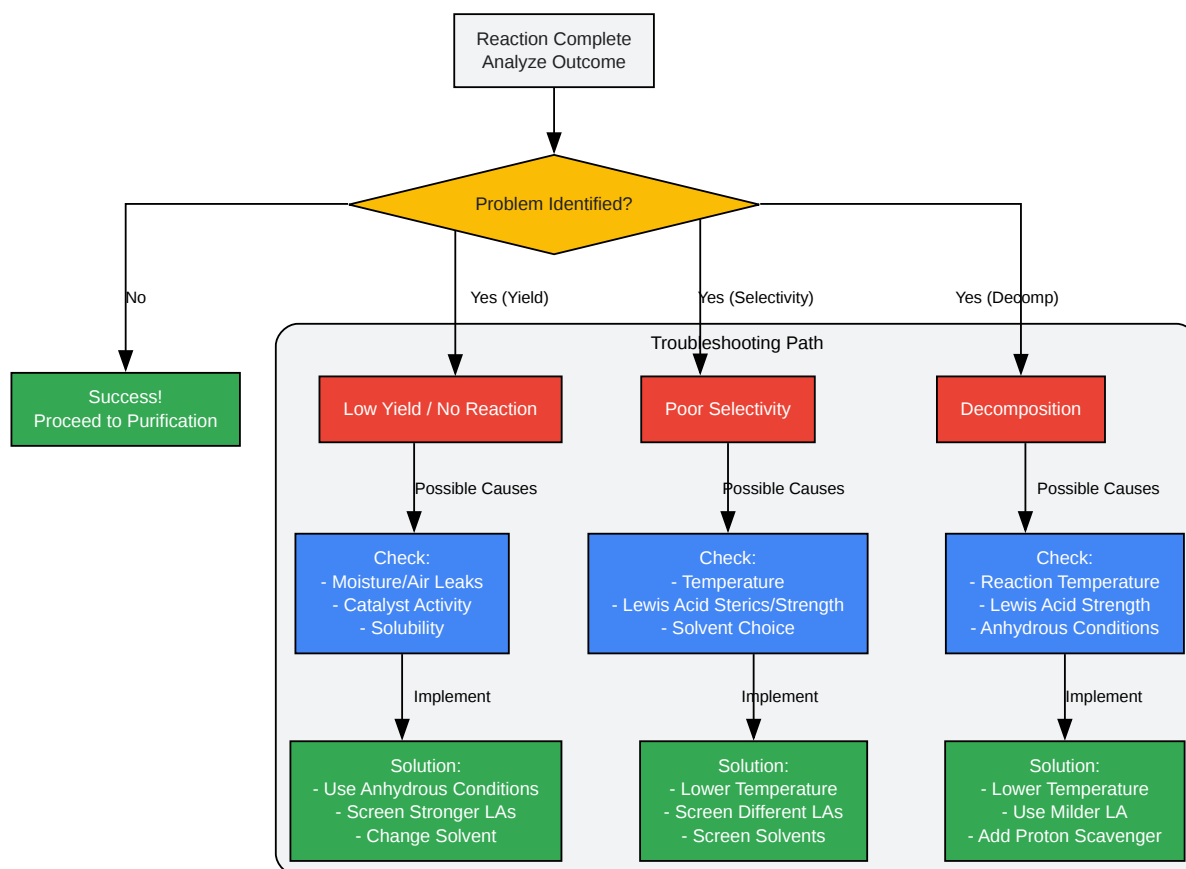 Reaction Complete
Analyze Outcome
Problem Identified?
No
Yes (Yield)
Yes (Selectivity)
Yes (Decomp)
Troubleshooting Path
Success!
Proceed to Purification
Low Yield / No Reaction
Poor Selectivity
Decomposition
Possible Causes
Possible Causes
Possible Causes
Check:
- Moisture/Air Leaks
- Catalyst Activity
- Solubility
Check:
- Temperature
- Lewis Acid Sterics/Strength
- Solvent Choice
Check:
- Reaction Temperature
- Lewis Acid Strength
- Anhydrous Conditions
Implement
Implement
Implement
Solution:
- Use Anhydrous Conditions
- Screen Stronger LAs
- Change Solvent
Solution:
- Lower Temperature
- Screen Different LAs
- Screen Solvents
Solution:
- Lower Temperature
- Use Milder LA
- Add Proton Scavenger